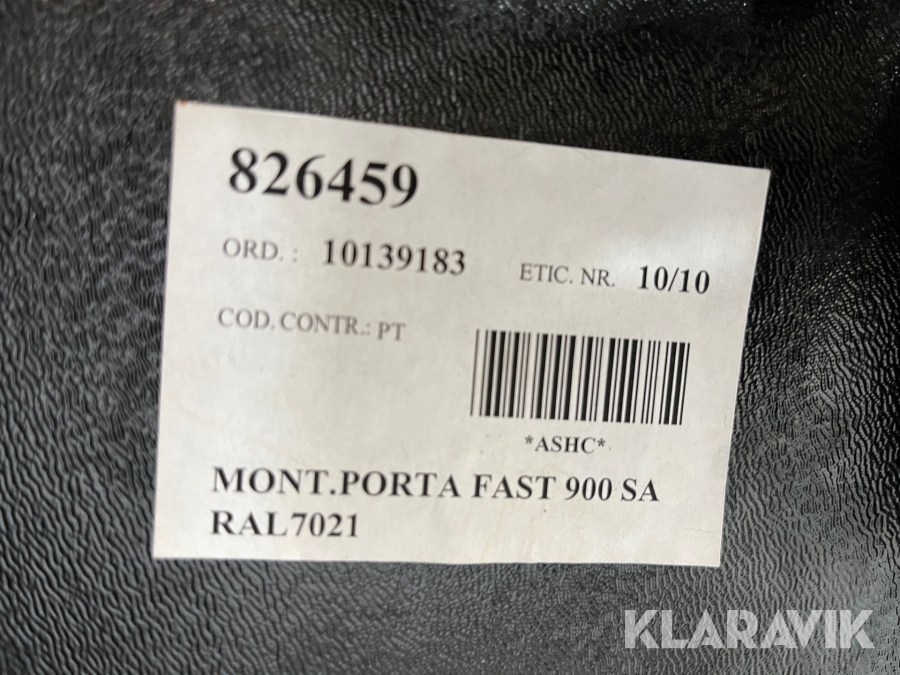 826459
ORD. : 10139183
ETIC. NR. 10/10
COD. CONTR.: PT
*ASHC*
MONT.PORTA FAST 900 SA
RAL7021
KLARAVIK